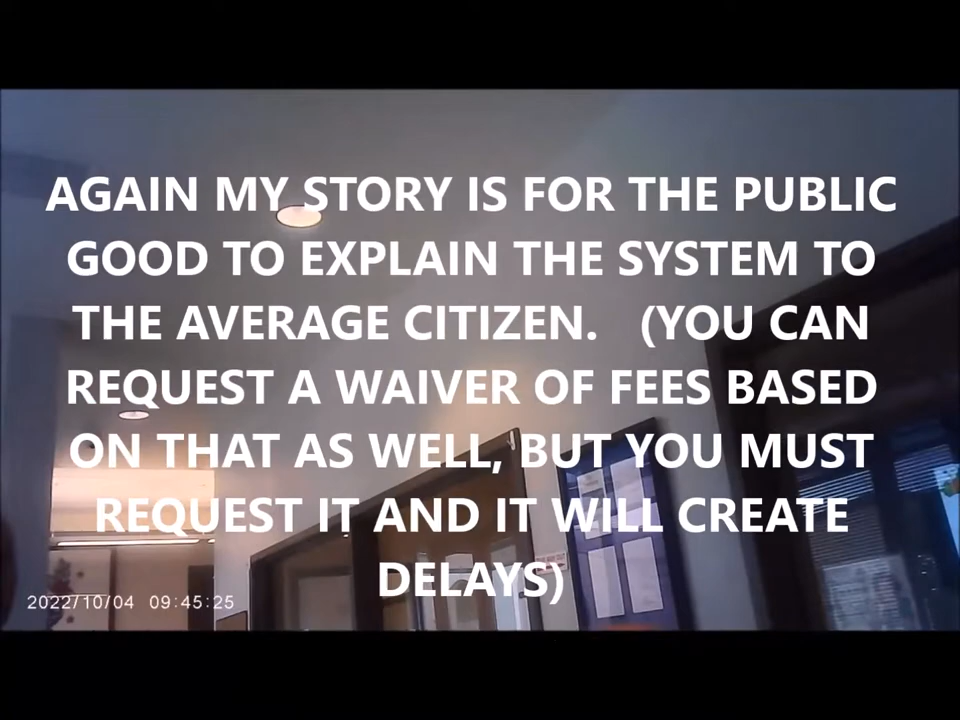 AGAIN MY STORY IS FOR THE PUBLIC
GOOD TO EXPLAIN THE SYSTEM TO
THE AVERAGE CITIZEN. (YOU CAN
REQUEST A WAIVER OF FEES BASED
ON THAT AS WELL, BUT YOU MUST
REQUEST IT AND IT WILL CREATE
DELAYS)
2022/10/04 09:45:25